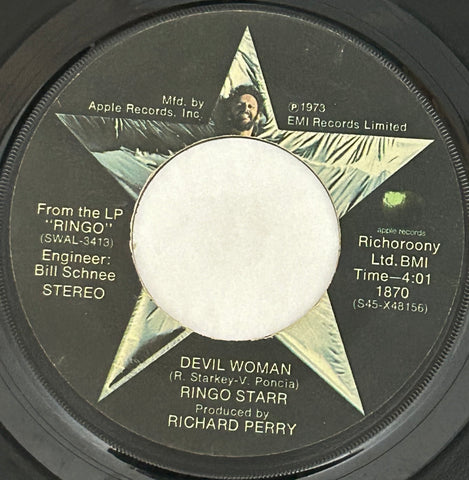 Mfd. by
Apple Records, Inc.
℗ 1973
EMI Records Limited
From the LP
"RINGO"
(SWAL-3413)
Engineer:
Bill Schnee
STEREO
apple records
Richoroony
Ltd. BMI
Time—4:01
1870
(S45-X48156)
DEVIL WOMAN
(R. Starkey-V. Poncia)
RINGO STARR
Produced by
RICHARD PERRY